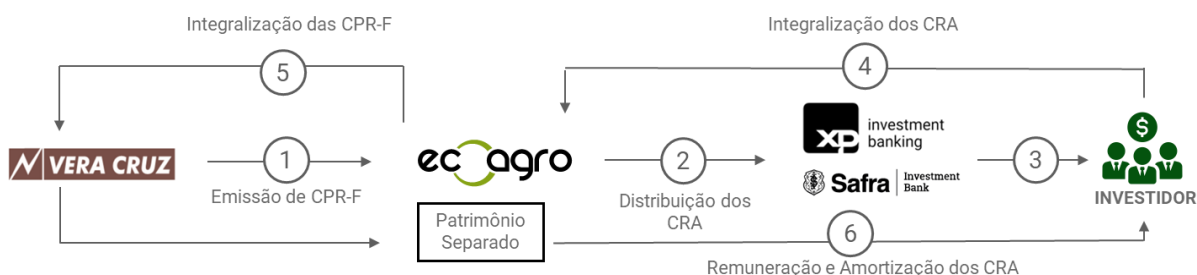 Integralização das CPR-F
Integralização dos CRA
5
4
VERA CRUZ
1
Emissão de CPR-F
ecoagro
Patrimônio
Separado
2
Distribuição dos
CRA
xp investment
banking
Safra Investment
Bank
3
$
INVESTIDOR
6
Remuneração e Amortização dos CRA